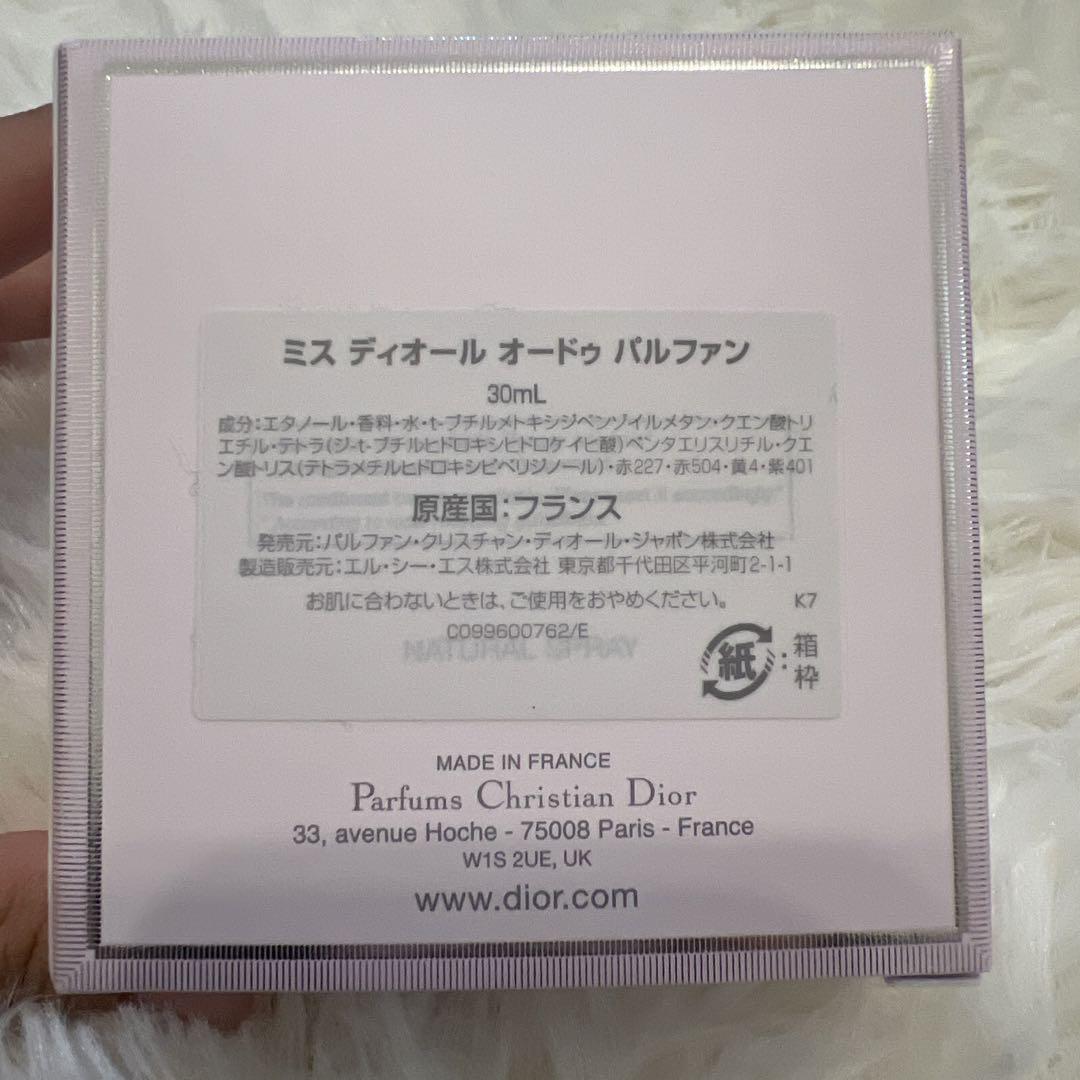 ミス ディオール オードゥ パルファン
30mL
成分:エタノール・香料・水・t-ブチルメトキシジベンゾイルメタン・クエン酸トリ
エチル・テトラ(ジ-t-ブチルヒドロキシヒドロケイヒ酸)ペンタエリスリチル・クエ
ン酸トリス(テトラメチルヒドロキシピペリジノール)・赤227・赤504・黄4・紫401
原産国:フランス
発売元:パルファン・クリスチャン・ディオール・ジャポン株式会社
製造販売元:エル・シー・エス株式会社 東京都千代田区平河町2-1-1
お肌に合わないときは、ご使用をおやめください。 K7
C099600762/E
NATURAL SPRAY
紙:箱
枠
MADE IN FRANCE
Parfums Christian Dior
33, avenue Hoche - 75008 Paris - France
W1S 2UE, UK
www.dior.com